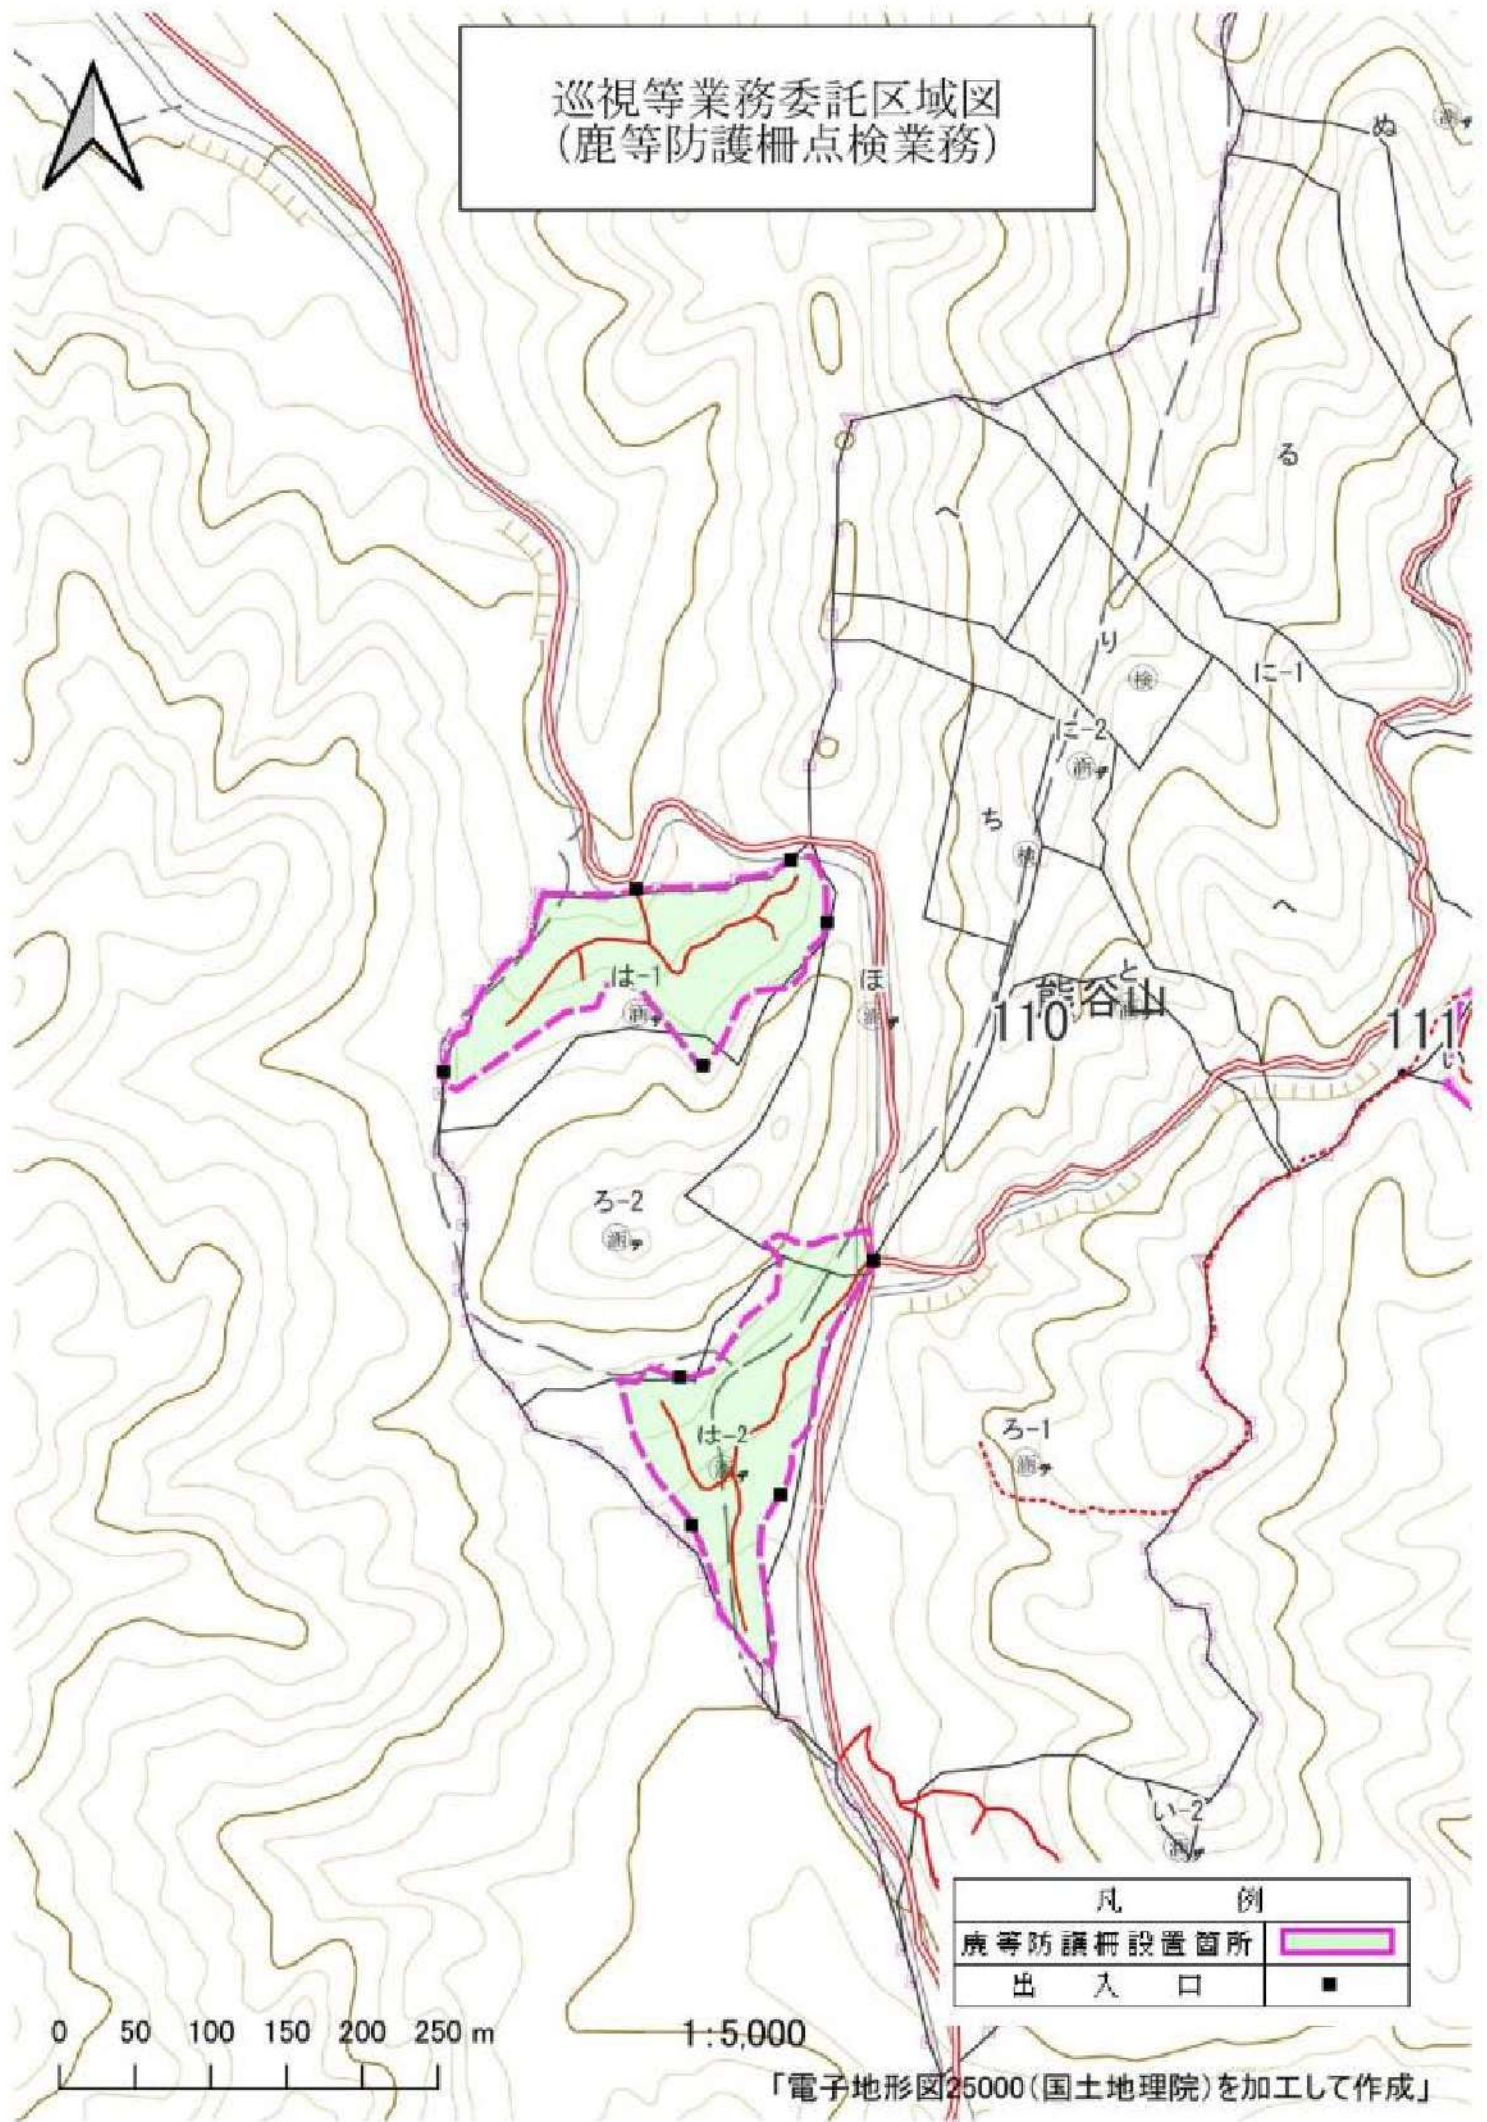 巡視等業務委託区域図
(鹿等防護柵点検業務)
ぬ
る
へ
り
検
に-1
に-2
ち
検
へ
は-1
ほ
と
熊谷山
110
111
い
ろ-2
は-2
ろ-1
い-2
凡 例
鹿等防護柵設置箇所
出 入 口
0 50 100 150 200 250 m
1:5,000
「電子地形図25000(国土地理院)を加工して作成」